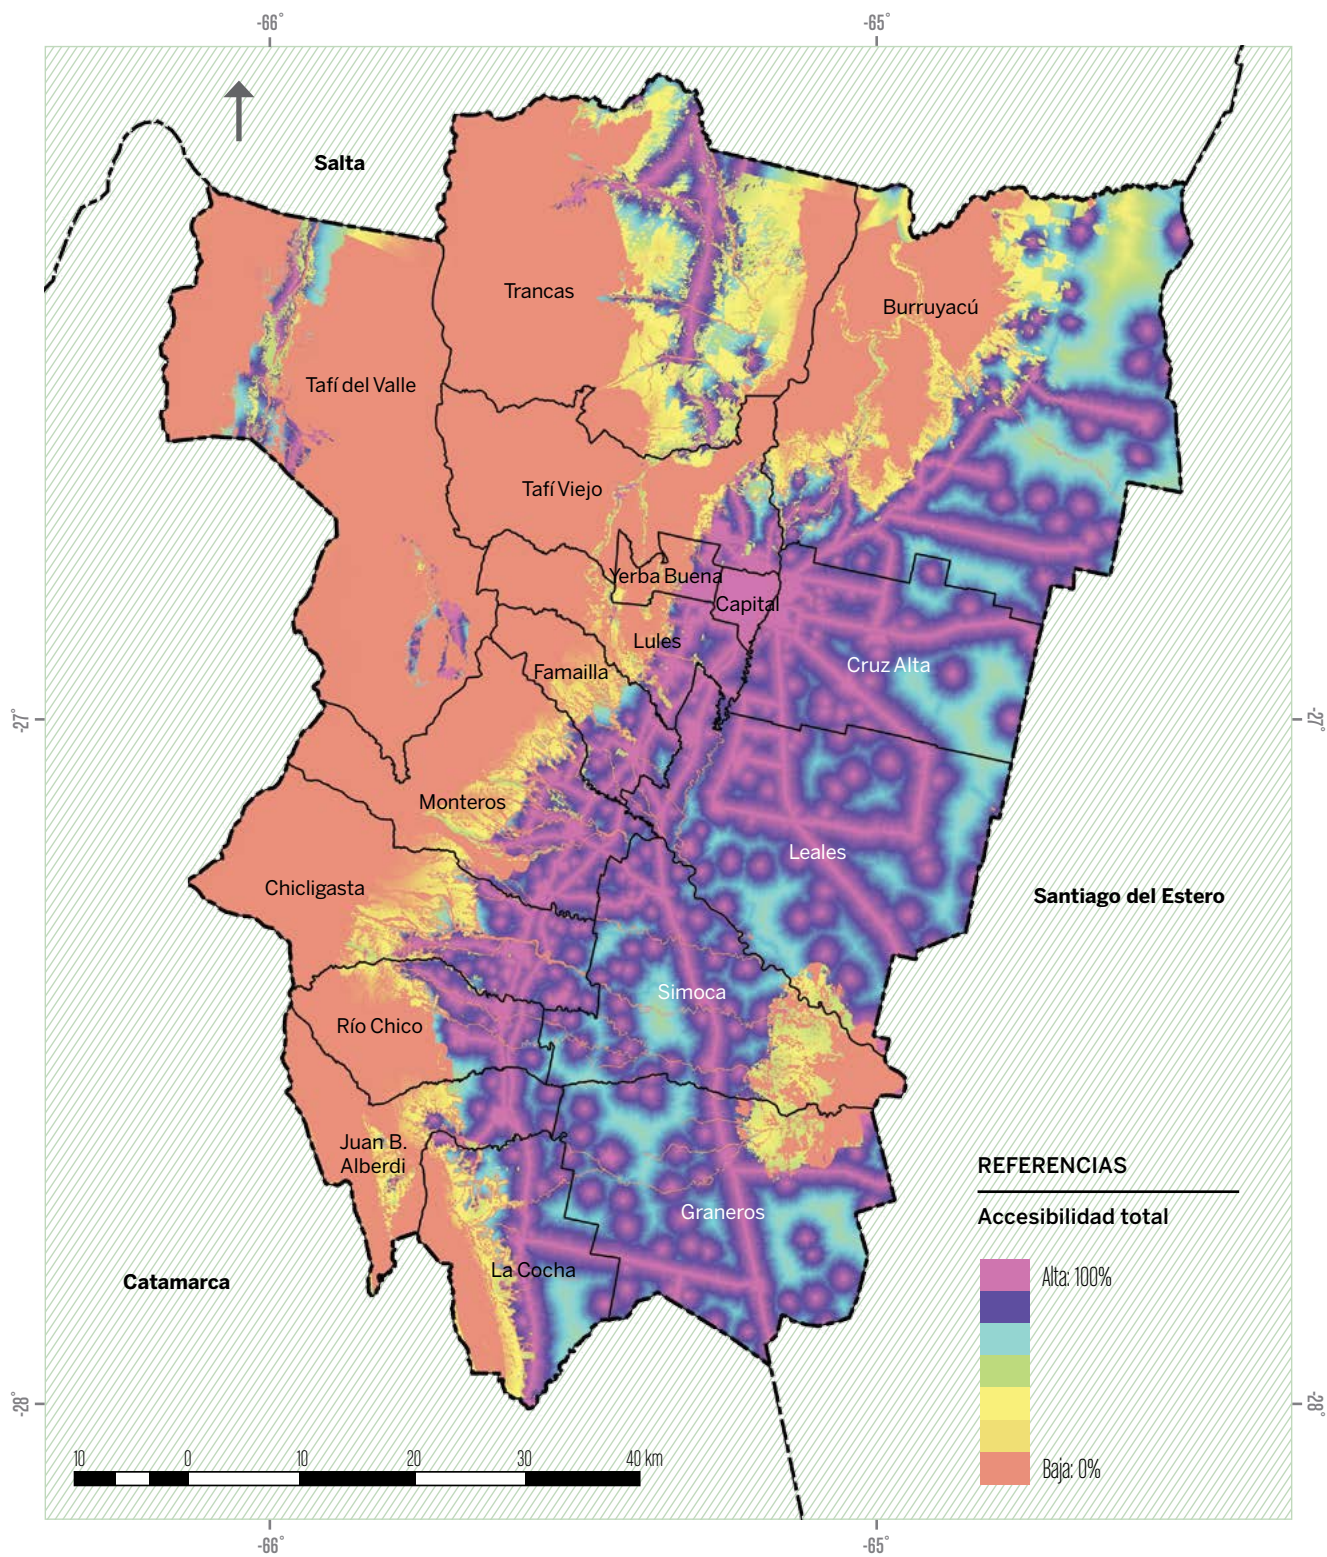 -66°
-65°
Salta
Trancas
Burruyacú
Tafí del Valle
Tafí Viejo
Yerba Buena
Capital
Lules
Cruz Alta
Famailla
-27°
-27°
Monteros
Leales
Chicligasta
Santiago del Estero
Simoca
Río Chico
Juan B.
Alberdi
REFERENCIAS
Graneros
Accesibilidad total
La Cocha
Catamarca
Alta: 100%
Baja: 0%
-28°
-28°
10 0 10 20 30 40 km
-66°
-65°